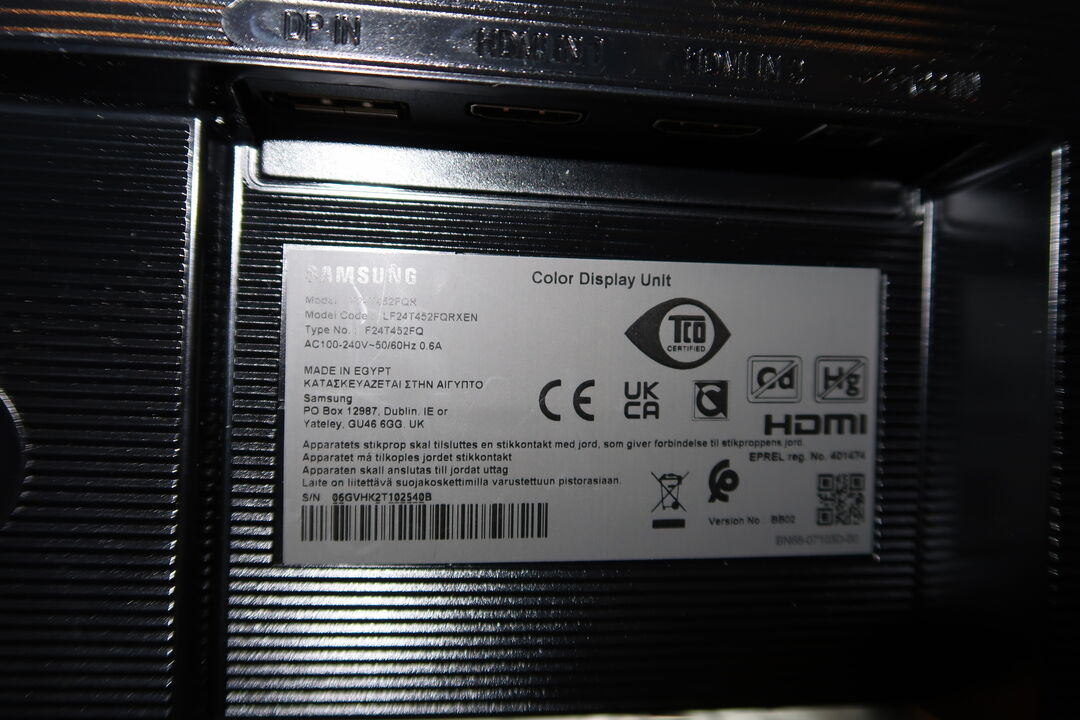 DP IN
HDMI IN 1
HDMI IN 2
SAMSUNG
Color Display Unit
Model
Model Code : LF24T452FQRXEN
Type No. : F24T452FQ
AC100-240V~50/60Hz 0.6A
TCO
CERTIFIED
MADE IN EGYPT
ΚΑΤΑΣΚΕΥΑΖΕΤΑΙ ΣΤΗΝ ΑΙΓΥΠΤΟ
Samsung
PO Box 12987, Dublin. IE or
Yateley, GU46 6GG. UK
CE
UK
CA
Cd
Hg
HDMI
Apparatets stikprop skal tilsluttes en stikkontakt med jord, som giver forbindelse til stikproppens jord.
Apparatet må tilkoples jordet stikkontakt
Apparaten skall anslutas till jordat uttag
Laite on liitettävä suojakoskettimilla varustettuun pistorasiaan.
EPREL reg. No. 401474
S/N 06GVHK2T102540B
Version No : BB02